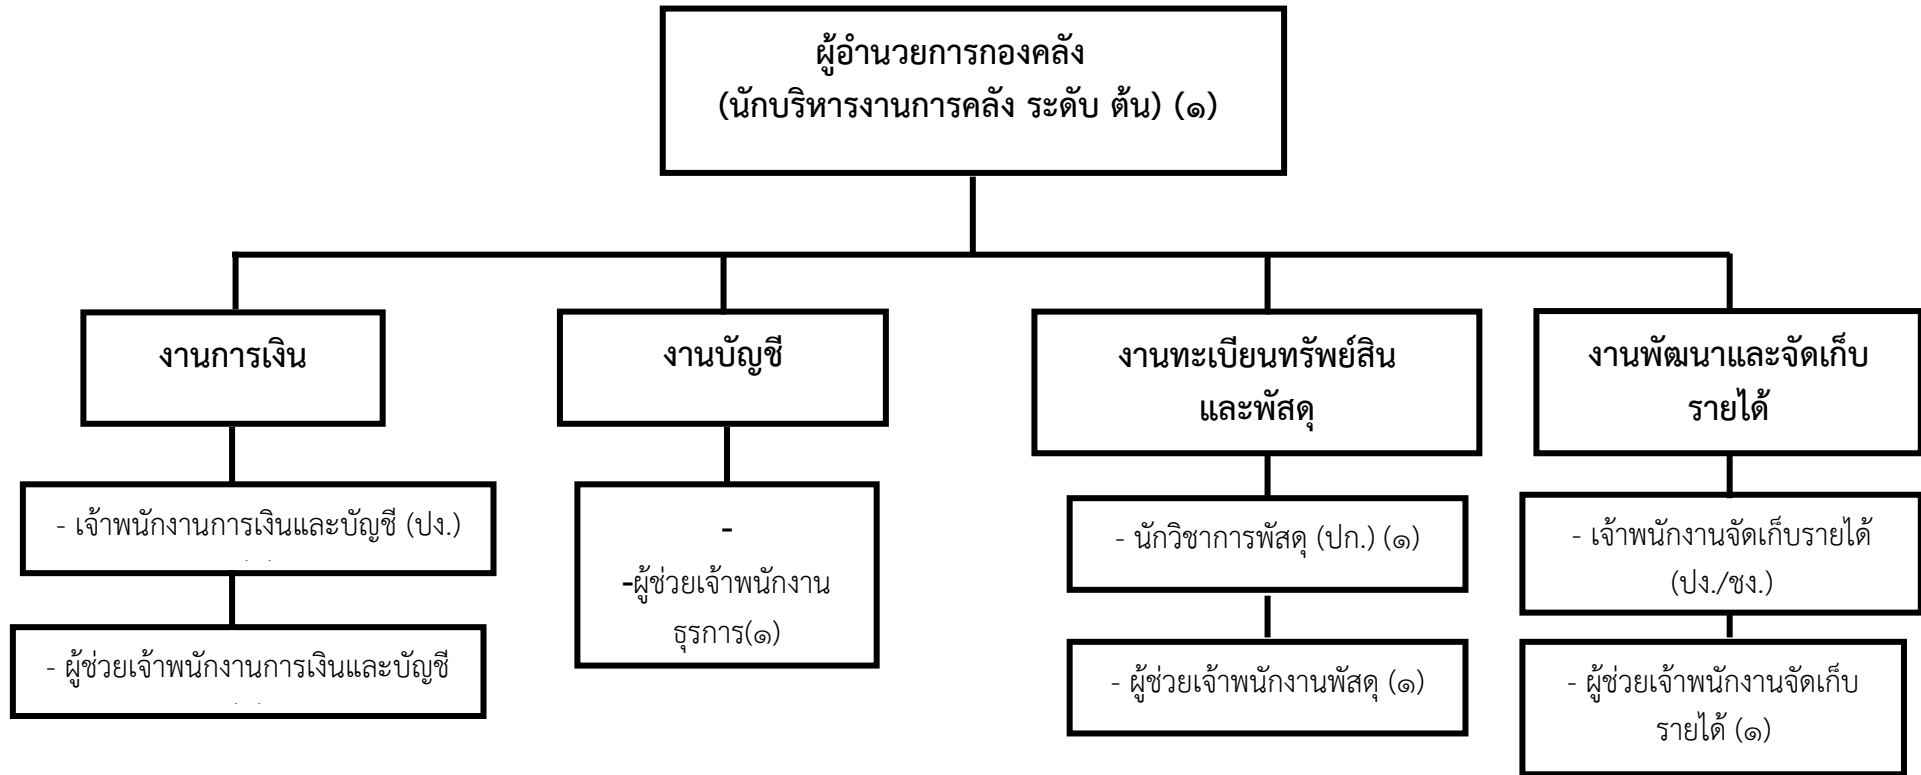 ผู้อำนวยการกองคลัง
(นักบริหารงานการคลัง ระดับ ต้น) (๑)
งานการเงิน
- เจ้าพนักงานการเงินและบัญชี (ปง.)
- ผู้ช่วยเจ้าพนักงานการเงินและบัญชี
งานบัญชี
-
-ผู้ช่วยเจ้าพนักงาน
ธุรการ(๑)
งานทะเบียนทรัพย์สิน
และพัสดุ
- นักวิชาการพัสดุ (ปก.) (๑)
- ผู้ช่วยเจ้าพนักงานพัสดุ (๑)
งานพัฒนาและจัดเก็บ
รายได้
- เจ้าพนักงานจัดเก็บรายได้
(ปง./ชง.)
- ผู้ช่วยเจ้าพนักงานจัดเก็บ
รายได้ (๑)